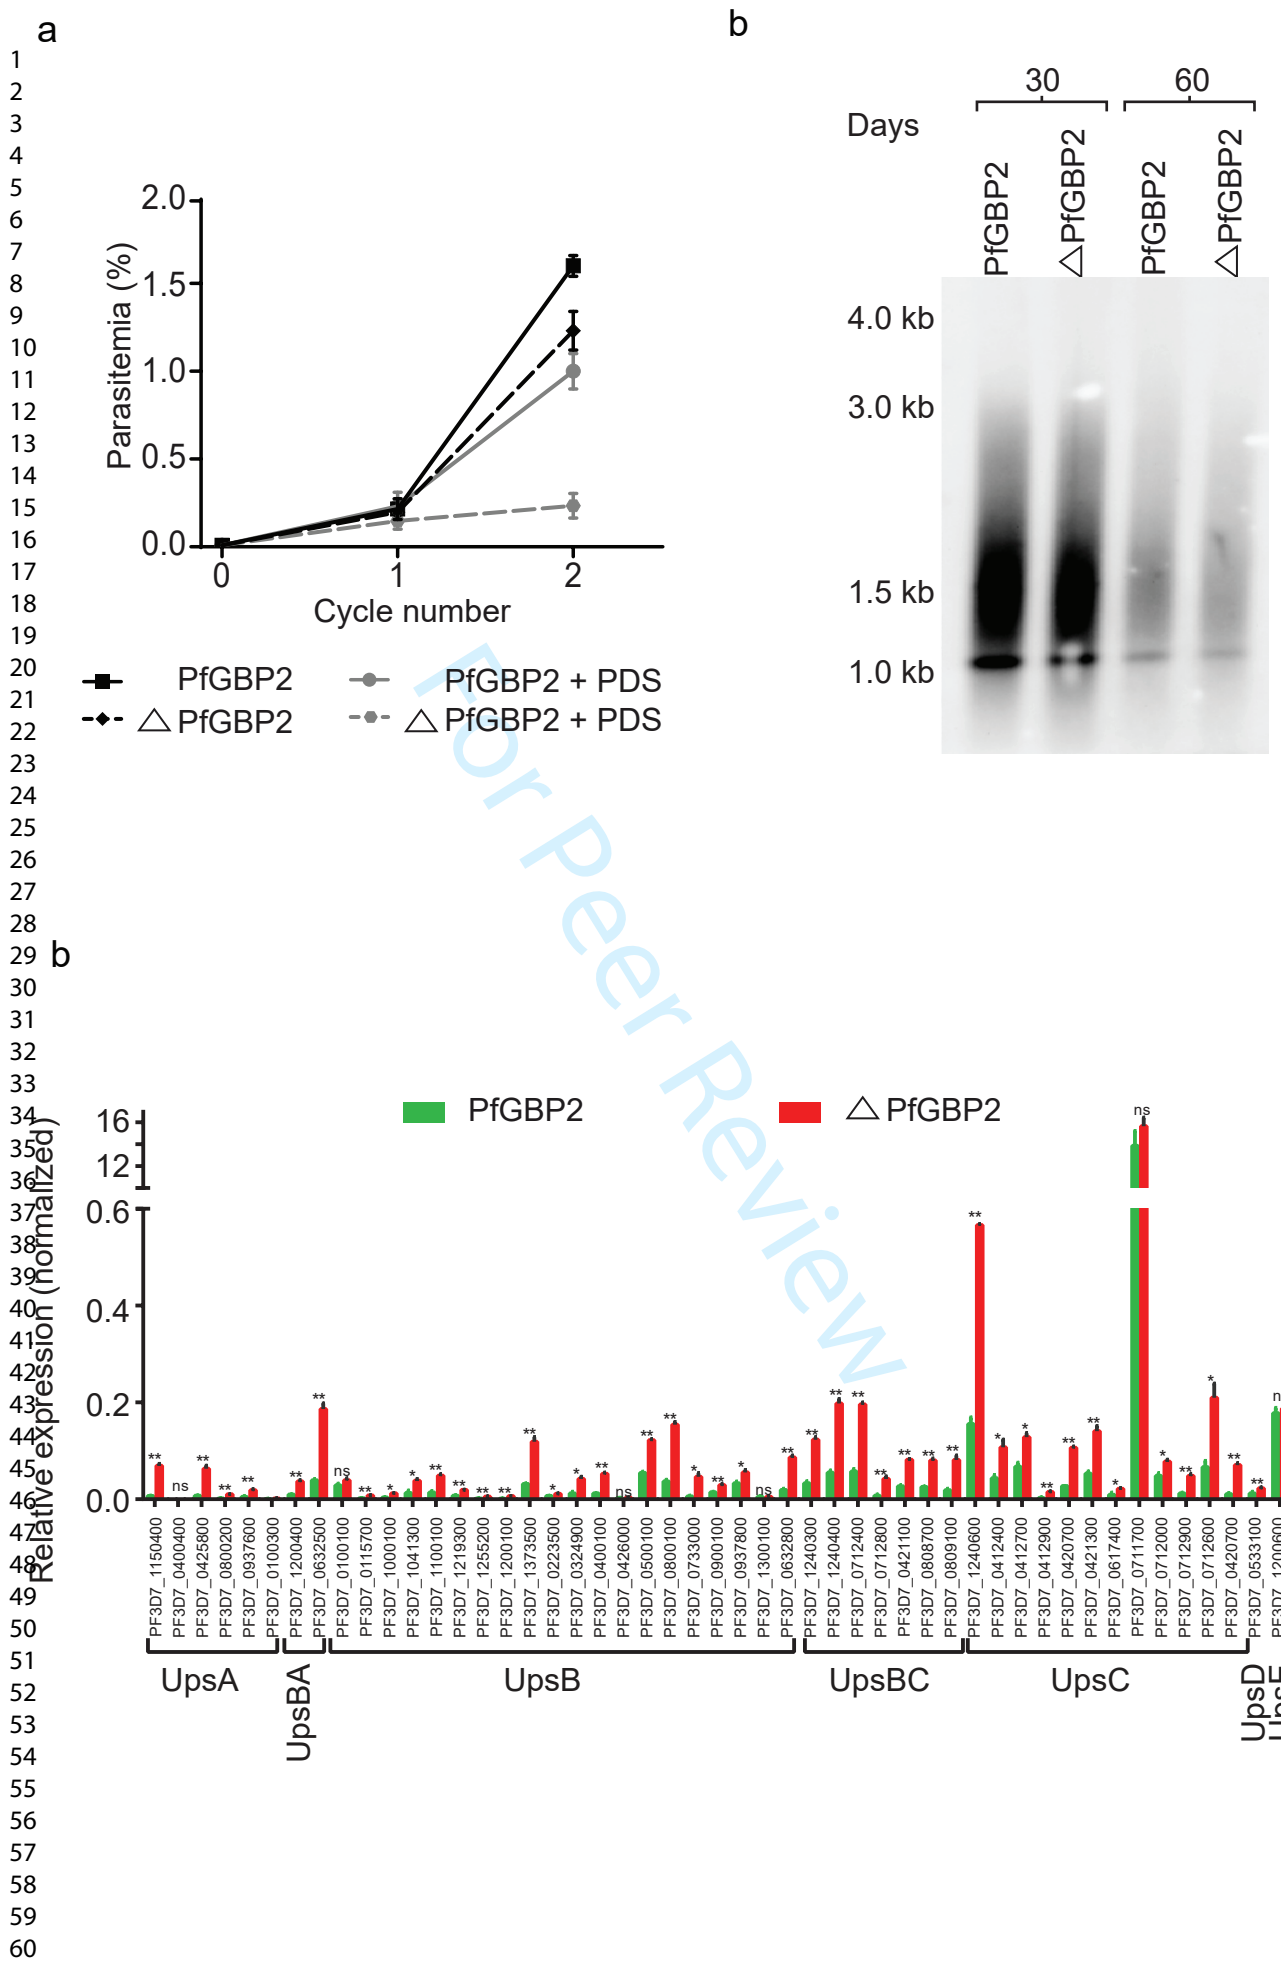 a
b
30
60
Days
PfGBP2
△PfGBP2
PfGBP2
△PfGBP2
4.0 kb
3.0 kb
1.5 kb
1.0 kb
2.0
1.5
1.0
0.5
0.0
Parasitemia (%)
0 1 2
Cycle number
PfGBP2
PfGBP2 + PDS
△ PfGBP2
△ PfGBP2 + PDS
b
PfGBP2
△ PfGBP2
Relative expression (normalized)
16
12
0.6
0.4
0.2
0.0
** ns ** ** ** ** ** ns ** * * ** ** ** ** ** * * ** ns ** ** * ** * ns ** ** ** ** ** ** ** ** ** * * ** ** ** * ns * ** * ** **
PF3D7_1150400
PF3D7_0400400
PF3D7_0425800
PF3D7_0800200
PF3D7_0937600
PF3D7_0100300
PF3D7_1200400
PF3D7_0632500
PF3D7_0100100
PF3D7_0115700
PF3D7_1000100
PF3D7_1041300
PF3D7_1100100
PF3D7_1219300
PF3D7_1255200
PF3D7_1200100
PF3D7_1373500
PF3D7_0223500
PF3D7_0324900
PF3D7_0400100
PF3D7_0426000
PF3D7_0500100
PF3D7_0800100
PF3D7_0733000
PF3D7_0900100
PF3D7_0937800
PF3D7_1300100
PF3D7_0632800
PF3D7_1240300
PF3D7_1240400
PF3D7_0712400
PF3D7_0712800
PF3D7_0421100
PF3D7_0808700
PF3D7_0809100
PF3D7_1240600
PF3D7_0412400
PF3D7_0412700
PF3D7_0412900
PF3D7_0420700
PF3D7_0421300
PF3D7_0617400
PF3D7_0711700
PF3D7_0712000
PF3D7_0712900
PF3D7_0712600
PF3D7_0420700
PF3D7_0533100
PF3D7_1200600
UpsA
UpsBA
UpsB
UpsBC
UpsC
UpsD
For Peer Review
1
2
3
4
5
6
7
8
9
10
11
12
13
14
15
16
17
18
19
20
21
22
23
24
25
26
27
28
29
30
31
32
33
34
35
36
37
38
39
40
41
42
43
44
45
46
47
48
49
50
51
52
53
54
55
56
57
58
59
60